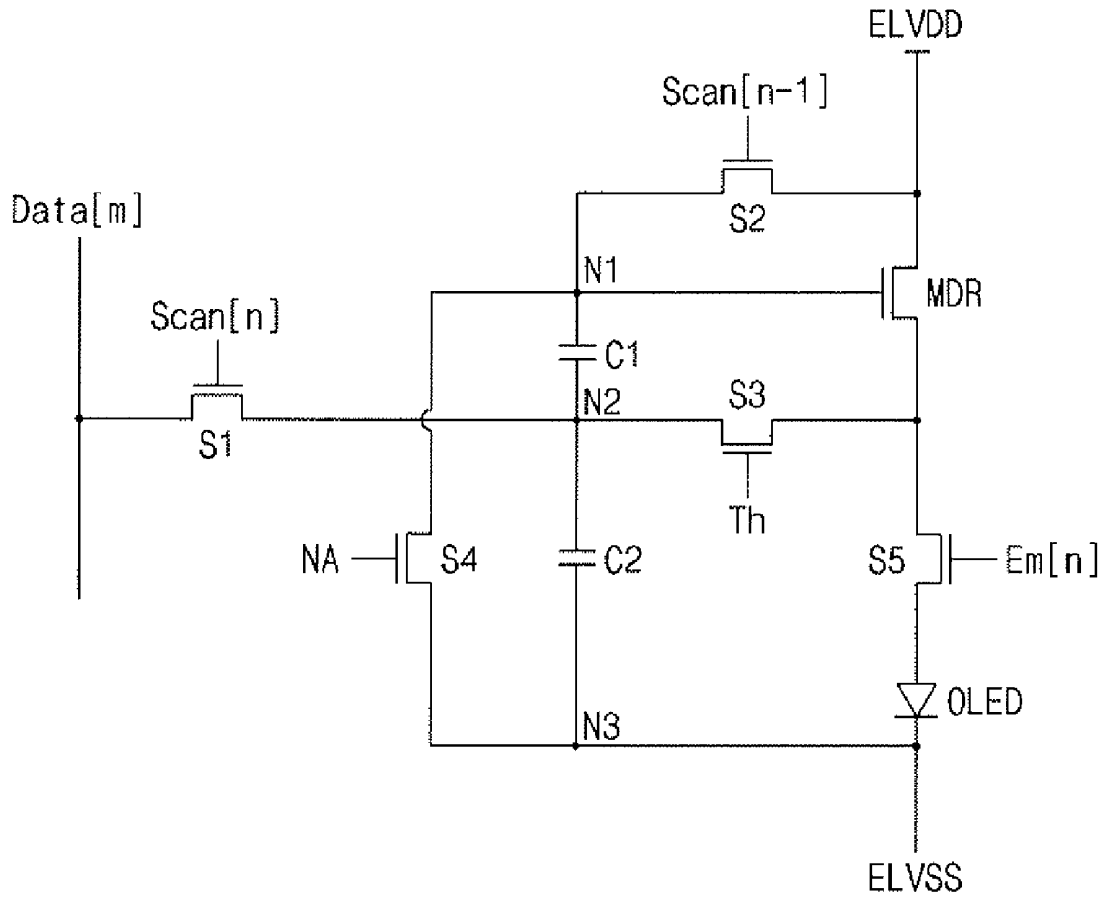 ELVDD
Scan[n-1]
S2
Data[m]
N1
MDR
Scan[n]
C1
S3
N2
S1
Th
NA
S4
C2
S5
Em[n]
OLED
N3
ELVSS